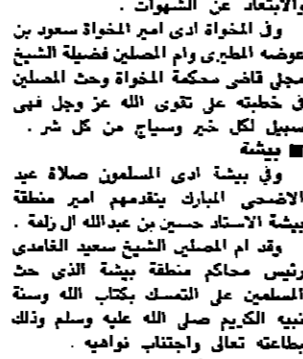 والابتعاد عن الشهوات .
وفي المخواة ادى امير المخواة سعود بن
عوضه المطيري وام المصلين فضيلة الشيخ
مجلي قاضي محكمة المخواة وحث المصلين
في خطبته على تقوى الله عز وجل فهي
سبيل لكل خير وسياج من كل شر .
■ بيشة
وفي بيشة ادى المسلمون صلاة عيد
الاضحى المبارك يتقدمهم امير منطقة
بيشة الاستاذ حسين بن عبدالله ال زلفة .
وقد ام المصلين الشيخ سعيد الغامدي
رئيس محاكم منطقة بيشة الذي حث
المسلمين على التمسك بكتاب الله وسنة
نبيه الكريم صلى الله عليه وسلم وذلك
بطاعته تعالى واجتناب نواهيه .